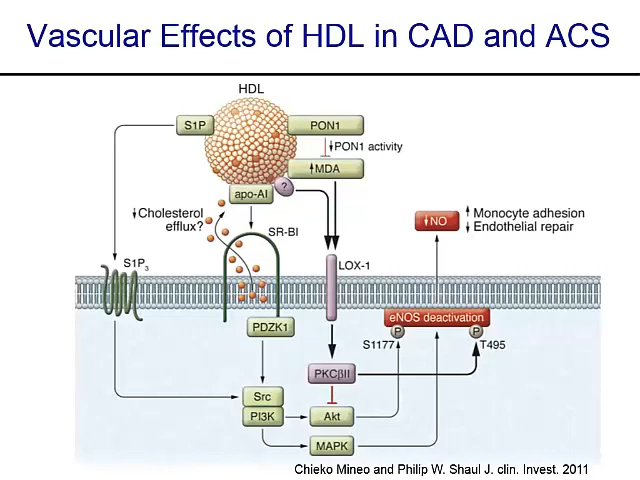 Vascular Effects of HDL in CAD and ACS
HDL
S1P
PON1
↓PON1 activity
↑MDA
apo-AI
?
↓Cholesterol
efflux?
SR-BI
↓NO
↑ Monocyte adhesion
↓ Endothelial repair
S1P3
LOX-1
eNOS deactivation
P
P
S1177
T495
PDZK1
PKCβII
Src
PI3K
Akt
MAPK
Chieko Mineo and Philip W. Shaul J. clin. Invest. 2011